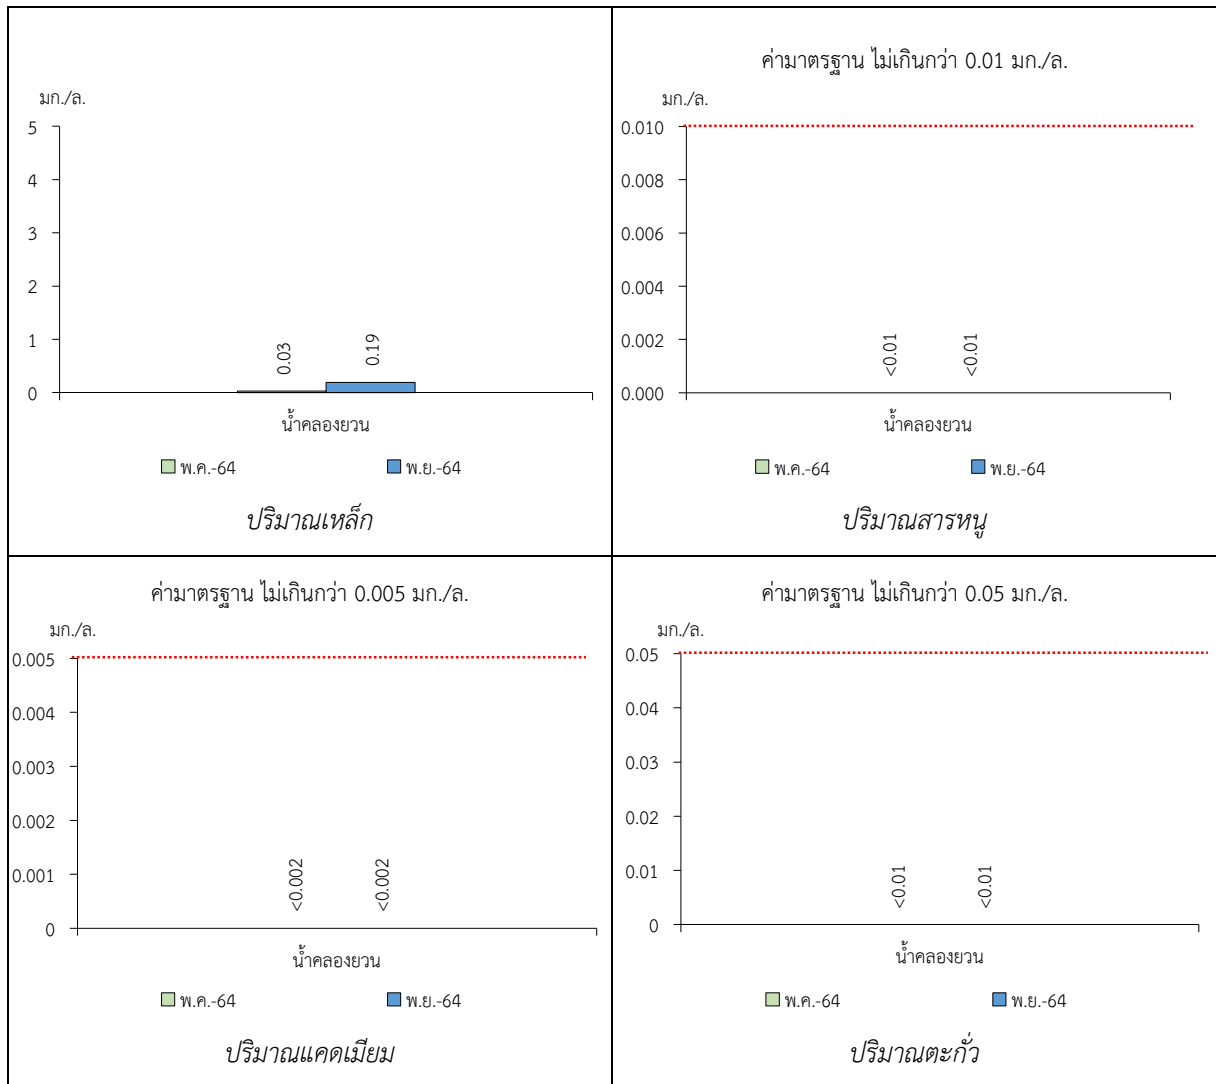 มก./ล.
5
4
3
2
1
0
0.03
0.19
น้ำคลองยวน
พ.ค.-64 พ.ย.-64
ปริมาณเหล็ก
ค่ามาตรฐาน ไม่เกินกว่า 0.01 มก./ล.
มก./ล.
0.010
0.008
0.006
0.004
0.002
0.000
<0.01
<0.01
น้ำคลองยวน
พ.ค.-64 พ.ย.-64
ปริมาณสารหนู
ค่ามาตรฐาน ไม่เกินกว่า 0.005 มก./ล.
มก./ล.
0.005
0.004
0.003
0.002
0.001
0
<0.002
<0.002
น้ำคลองยวน
พ.ค.-64 พ.ย.-64
ปริมาณแคดเมียม
ค่ามาตรฐาน ไม่เกินกว่า 0.05 มก./ล.
มก./ล.
0.05
0.04
0.03
0.02
0.01
0
<0.01
<0.01
น้ำคลองยวน
พ.ค.-64 พ.ย.-64
ปริมาณตะกั่ว